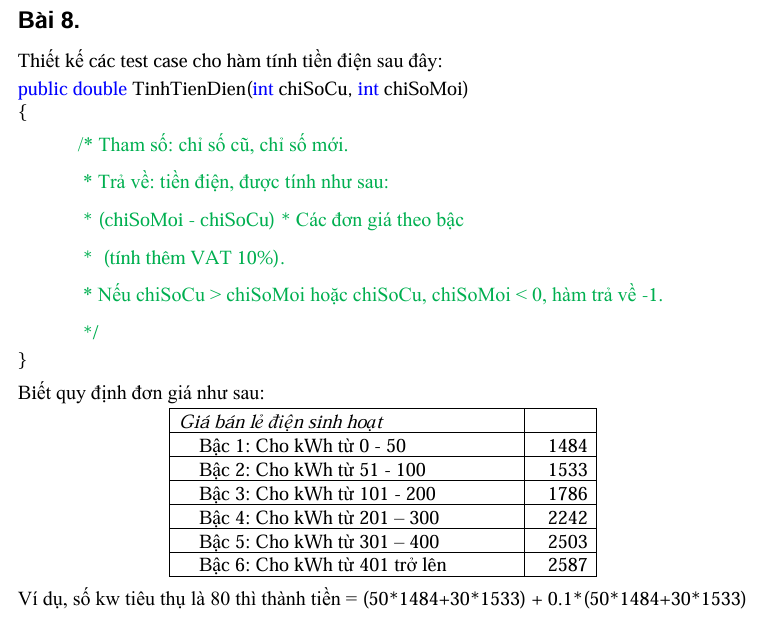 Bài 8.
Thiết kế các test case cho hàm tính tiền điện sau đây:
public double TinhTienDien(int chiSoCu, int chiSoMoi)
{
/* Tham số: chỉ số cũ, chỉ số mới.
* Trả về: tiền điện, được tính như sau:
* (chiSoMoi - chiSoCu) * Các đơn giá theo bậc
* (tính thêm VAT 10%).
* Nếu chiSoCu > chiSoMoi hoặc chiSoCu, chiSoMoi < 0, hàm trả về -1.
*/
}
Biết quy định đơn giá như sau:
Giá bán lẻ điện sinh hoạt
Bậc 1: Cho kWh từ 0 - 50 1484
Bậc 2: Cho kWh từ 51 - 100 1533
Bậc 3: Cho kWh từ 101 - 200 1786
Bậc 4: Cho kWh từ 201 – 300 2242
Bậc 5: Cho kWh từ 301 – 400 2503
Bậc 6: Cho kWh từ 401 trở lên 2587
Ví dụ, số kw tiêu thụ là 80 thì thành tiền = (50*1484+30*1533) + 0.1*(50*1484+30*1533)